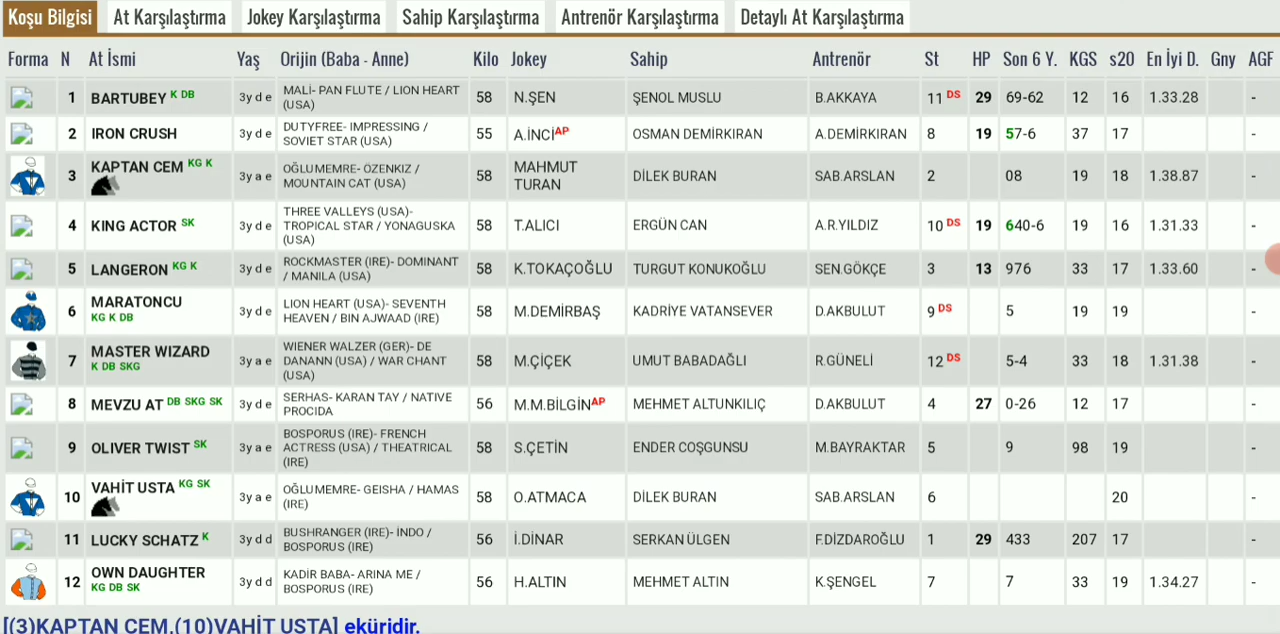 Koşu Bilgisi At Karşılaştırma Jokey Karşılaştırma Sahip Karşılaştırma Antrenör Karşılaştırma Detaylı At Karşılaştırma
Forma N At İsmi Yaş Orijin (Baba - Anne) Kilo Jokey Sahip Antrenör St HP Son 6 Y. KGS s20 En İyi D. Gny AGF
1 BARTUBEY K DB 3y d e MALİ- PAN FLUTE / LION HEART (USA) 58 N.ŞEN ŞENOL MUSLU B.AKKAYA 11 DS 29 69-62 12 16 1.33.28 -
2 IRON CRUSH 3y d e DUTYFREE- IMPRESSING / SOVIET STAR (USA) 55 A.İNCİAP OSMAN DEMİRKIRAN A.DEMİRKIRAN 8 19 57-6 37 17 -
3 KAPTAN CEM KG K 3y a e OĞLUMEMRE- ÖZENKIZ / MOUNTAIN CAT (USA) 58 MAHMUT TURAN DİLEK BURAN SAB.ARSLAN 2 08 19 18 1.38.87 -
4 KING ACTOR SK 3y d e THREE VALLEYS (USA)- TROPICAL STAR / YONAGUSKA (USA) 58 T.ALICI ERGÜN CAN A.R.YILDIZ 10 DS 19 640-6 19 16 1.31.33 -
5 LANGERON KG K 3y d e ROCKMASTER (IRE)- DOMINANT / MANILA (USA) 58 K.TOKAÇOĞLU TURGUT KONUKOĞLU SEN.GÖKÇE 3 13 976 33 17 1.33.60 -
6 MARATONCU KG K DB 3y d e LION HEART (USA)- SEVENTH HEAVEN / BIN AJWAAD (IRE) 58 M.DEMİRBAŞ KADRİYE VATANSEVER D.AKBULUT 9 DS 5 19 19 -
7 MASTER WIZARD K DB SKG 3y a e WIENER WALZER (GER)- DE DANANN (USA) / WAR CHANT (USA) 58 M.ÇİÇEK UMUT BABADAĞLI R.GÜNELİ 12 DS 5-4 33 18 1.31.38 -
8 MEVZU AT DB SKG SK 3y d e SERHAS- KARAN TAY / NATIVE PROCIDA 56 M.M.BİLGİNAP MEHMET ALTUNKILIÇ D.AKBULUT 4 27 0-26 12 17 -
9 OLIVER TWIST SK 3y a e BOSPORUS (IRE)- FRENCH ACTRESS (USA) / THEATRICAL (IRE) 58 S.ÇETİN ENDER COŞGUNSU M.BAYRAKTAR 5 9 98 19 -
10 VAHİT USTA KG SK 3y a e OĞLUMEMRE- GEISHA / HAMAS (IRE) 58 O.ATMACA DİLEK BURAN SAB.ARSLAN 6 20 -
11 LUCKY SCHATZ K 3y d d BUSHRANGER (IRE)- İNDO / BOSPORUS (IRE) 56 İ.DİNAR SERKAN ÜLGEN F.DİZDAROĞLU 1 29 433 207 17 -
12 OWN DAUGHTER KG DB SK 3y d d KADİR BABA- ARINA ME / BOSPORUS (IRE) 56 H.ALTIN MEHMET ALTIN K.ŞENGEL 7 7 33 19 1.34.27 -
[(3)KAPTAN CEM,(10)VAHİT USTA] eküridir.